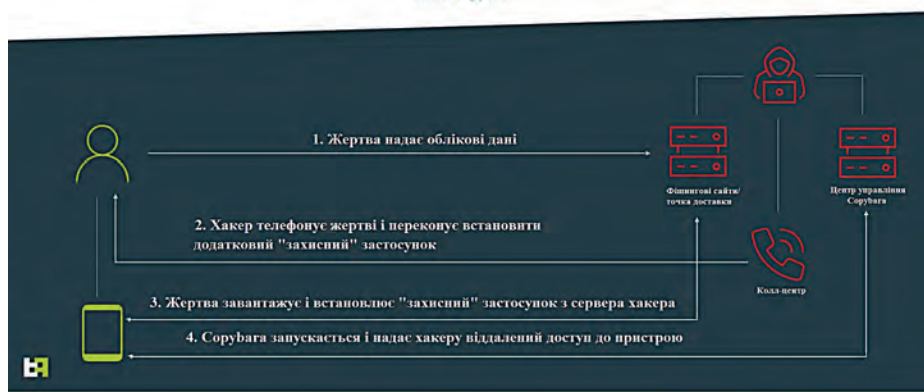 1. Жертва надає облікові дані
Фішингові сайти/
точка доставки
Центр управління
Copybara
2. Хакер телефонує жертві і переконує встановити
додатковий "захисний" застосунок
Колл-центр
3. Жертва завантажує і встановлює "захисний" застосунок з сервера хакера
4. Copybara запускається і надає хакеру віддалений доступ до пристрою